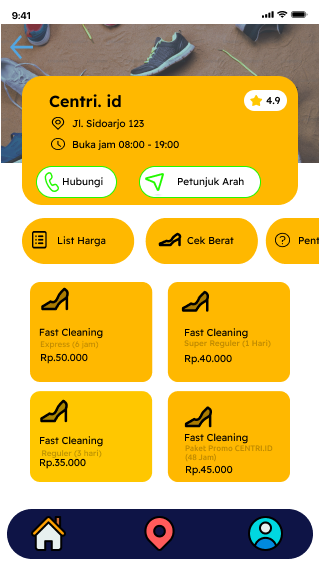 9:41
Centri. id
4.9
Jl. Sidoarjo 123
Buka jam 08:00 - 19:00
Hubungi
Petunjuk Arah
List Harga
Cek Berat
Pent
Fast Cleaning
Express (6 jam)
Rp.50.000
Fast Cleaning
Super Reguler (1 Hari)
Rp.40.000
Fast Cleaning
Reguler (3 hari)
Rp.35.000
Fast Cleaning
Paket Promo CENTRI.ID
(48 Jam)
Rp.45.000